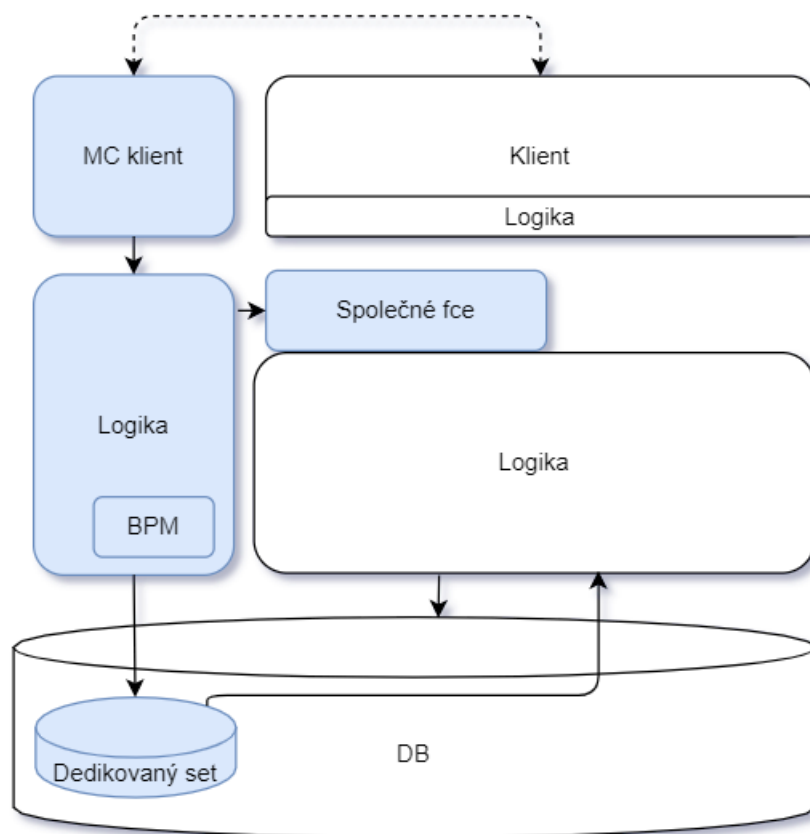 MC klient
Klient
Logika
Společné fce
Logika
Logika
BPM
DB
Dedikovaný set